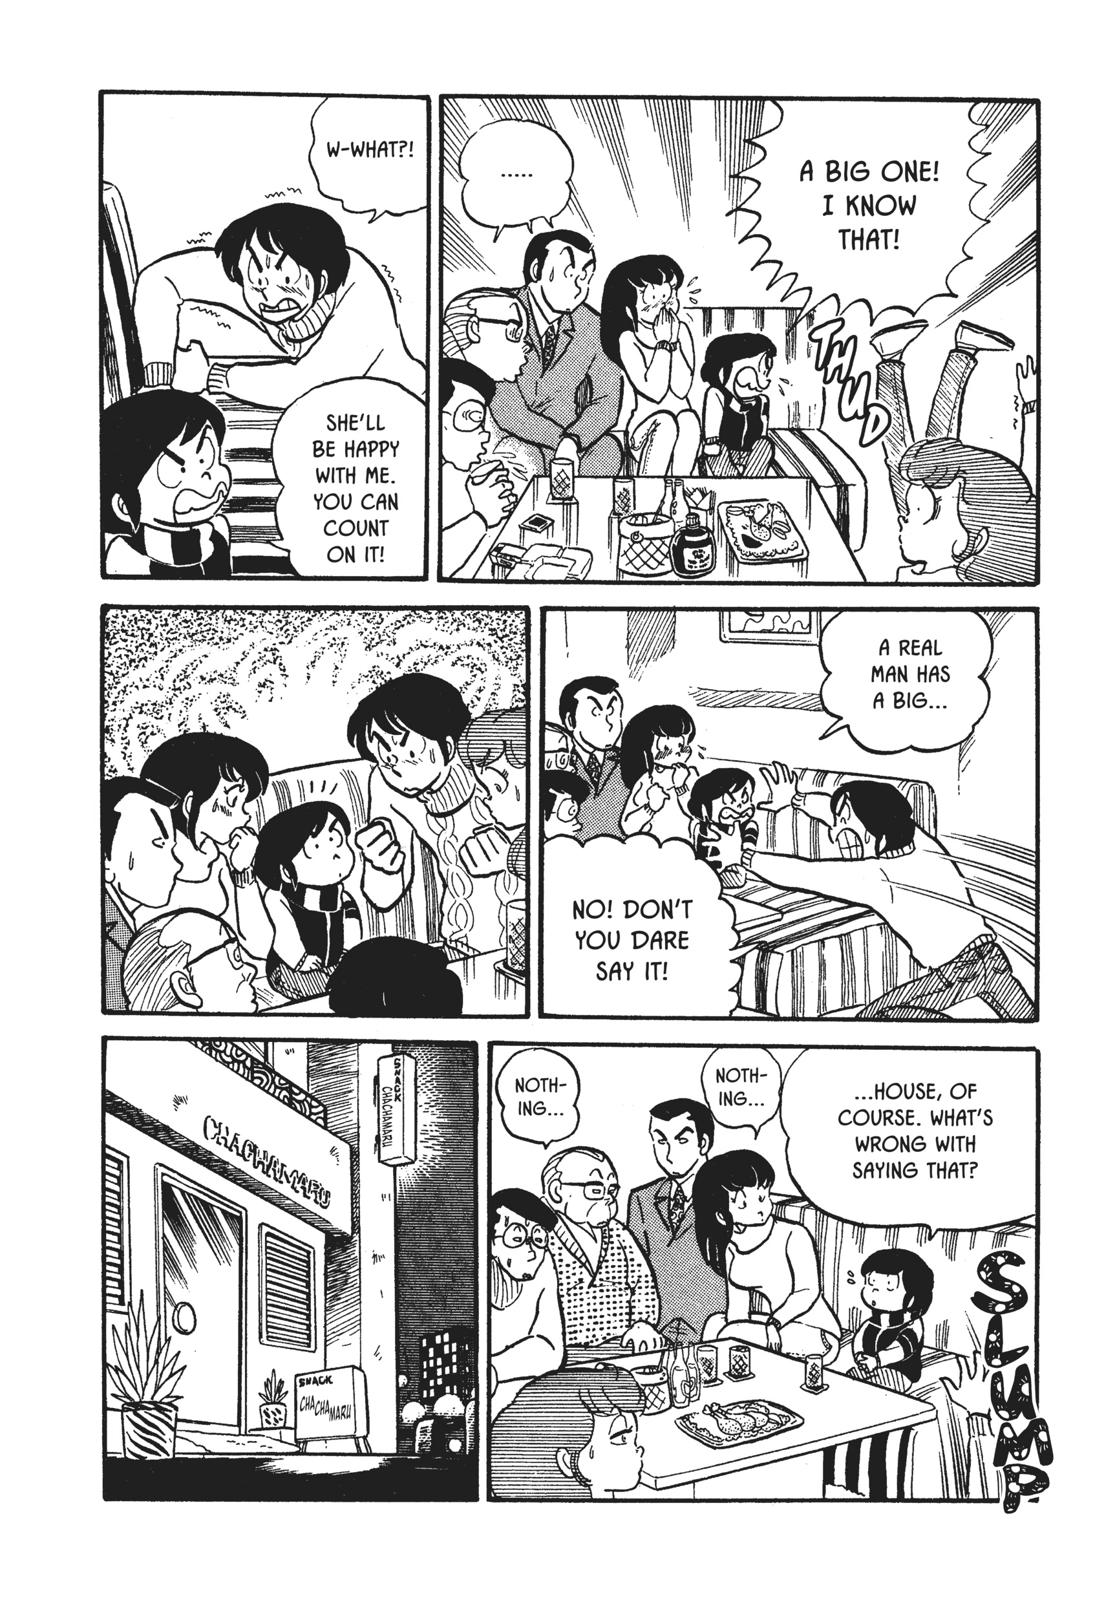 A BIG ONE!
I KNOW
THAT!
THUD
.....
W-WHAT?!
SHE'LL
BE HAPPY
WITH ME.
YOU CAN
COUNT
ON IT!
A REAL
MAN HAS
A BIG...
NO! DON'T
YOU DARE
SAY IT!
...HOUSE, OF
COURSE. WHAT'S
WRONG WITH
SAYING THAT?
SLUMP
NOTH-
ING...
NOTH-
ING...
SNACK
CHACHAMARU
CHACHAMARU
SNACK
CHACHAMARU